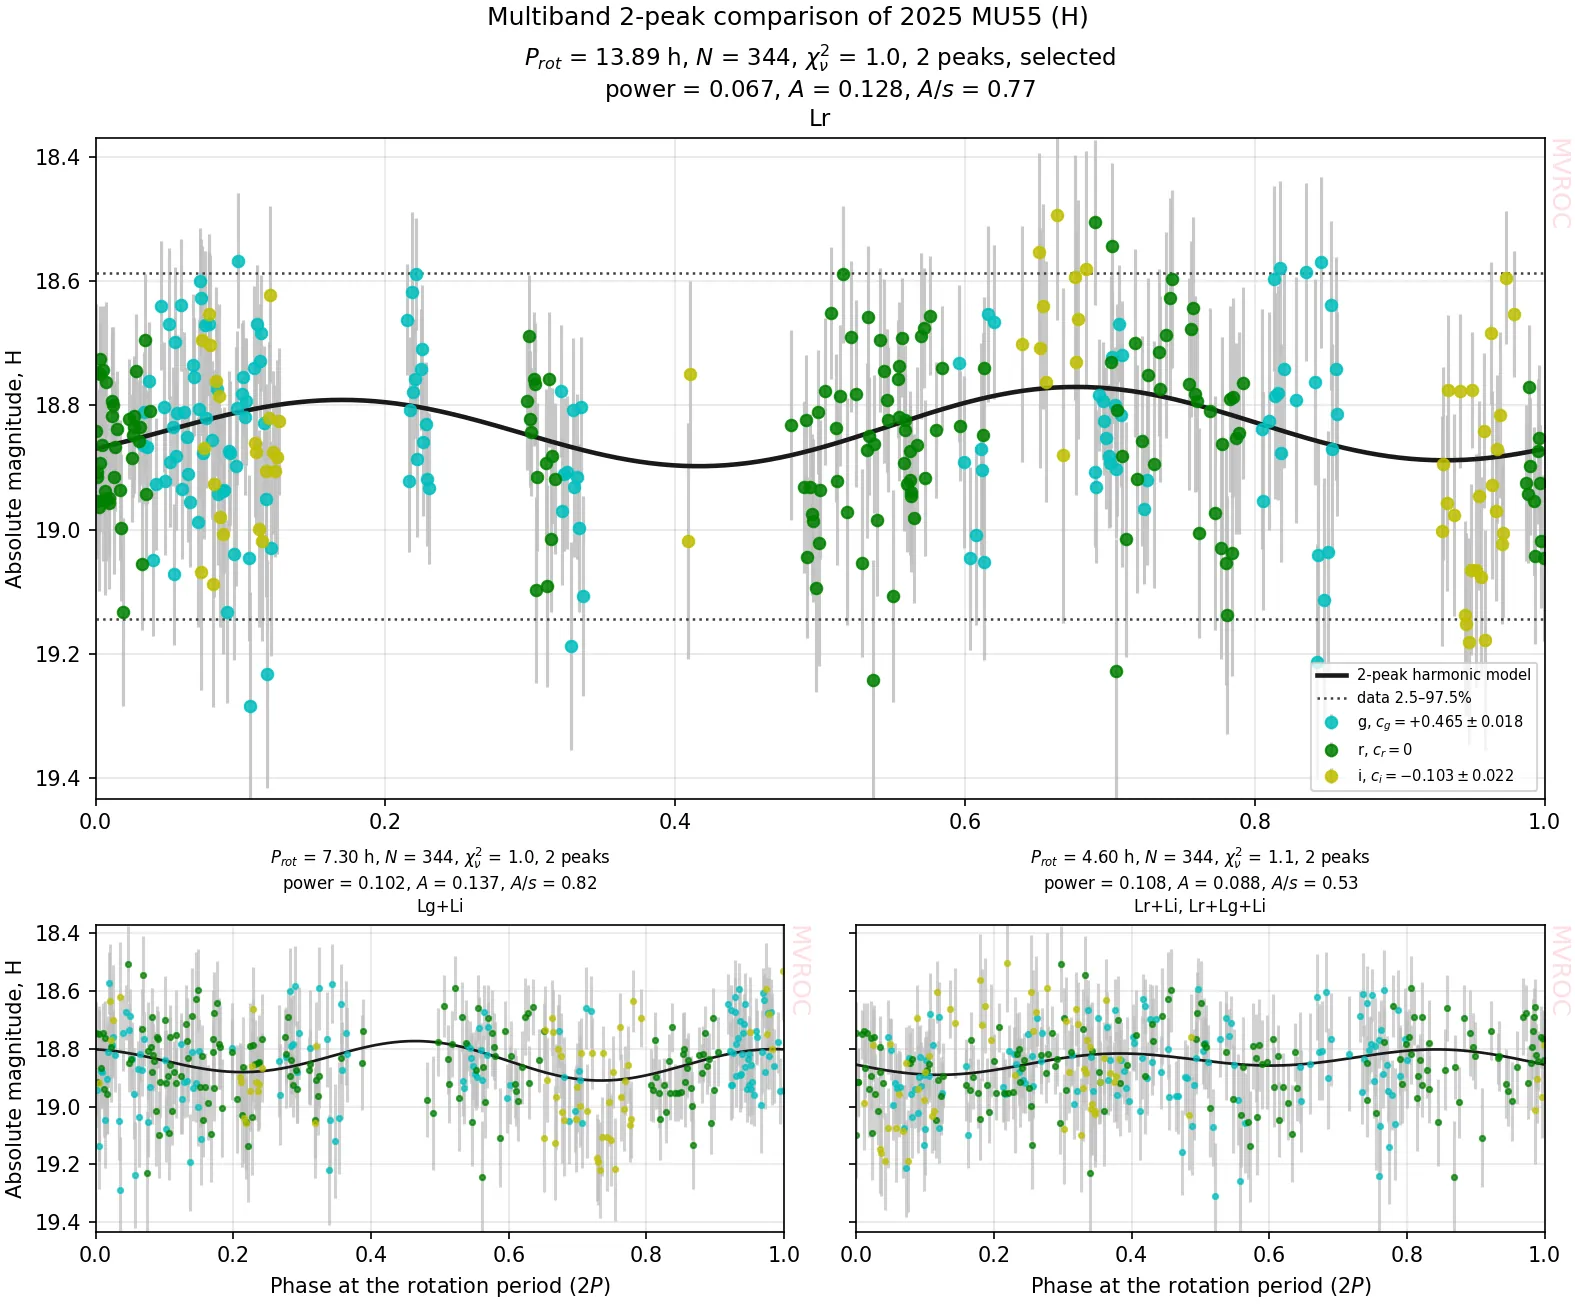 Multiband 2-peak comparison of 2025 MU55 (H)
P_rot = 13.89 h, N = 344, χ²_ν = 1.0, 2 peaks, selected
power = 0.067, A = 0.128, A/s = 0.77
Lr
MVROC
Absolute magnitude, H
18.4
18.6
18.8
19.0
19.2
19.4
2-peak harmonic model
data 2.5–97.5%
g, c_g = +0.465 ± 0.018
r, c_r = 0
i, c_i = −0.103 ± 0.022
0.0 0.2 0.4 0.6 0.8 1.0
P_rot = 7.30 h, N = 344, χ²_ν = 1.0, 2 peaks
power = 0.102, A = 0.137, A/s = 0.82
Lg+Li
MVROC
Absolute magnitude, H
18.4
18.6
18.8
19.0
19.2
19.4
0.0 0.2 0.4 0.6 0.8 1.0
Phase at the rotation period (2P)
P_rot = 4.60 h, N = 344, χ²_ν = 1.1, 2 peaks
power = 0.108, A = 0.088, A/s = 0.53
Lr+Li, Lr+Lg+Li
MVROC
0.0 0.2 0.4 0.6 0.8 1.0
Phase at the rotation period (2P)